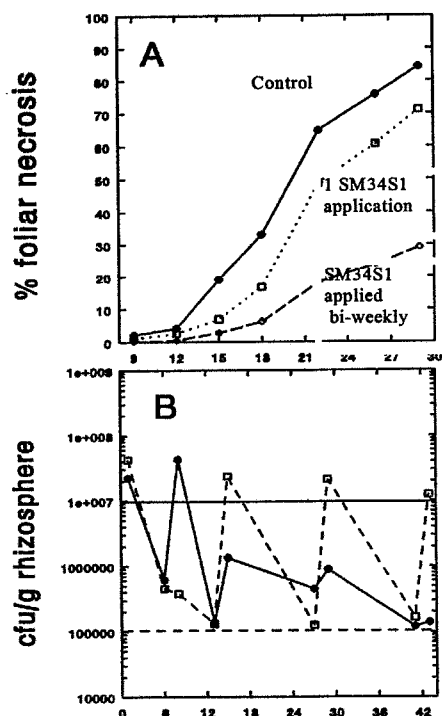 % foliar necrosis
100
90
80
70
60
50
40
30
20
10
0
A
Control
1 SM34S1
application
SM34S1
applied
bi-weekly
9 12 15 18 21 24 27 30
cfu/g rhizosphere
1e+009
1e+008
1e+007
1000000
100000
10000
B
0 6 12 18 24 30 36 42